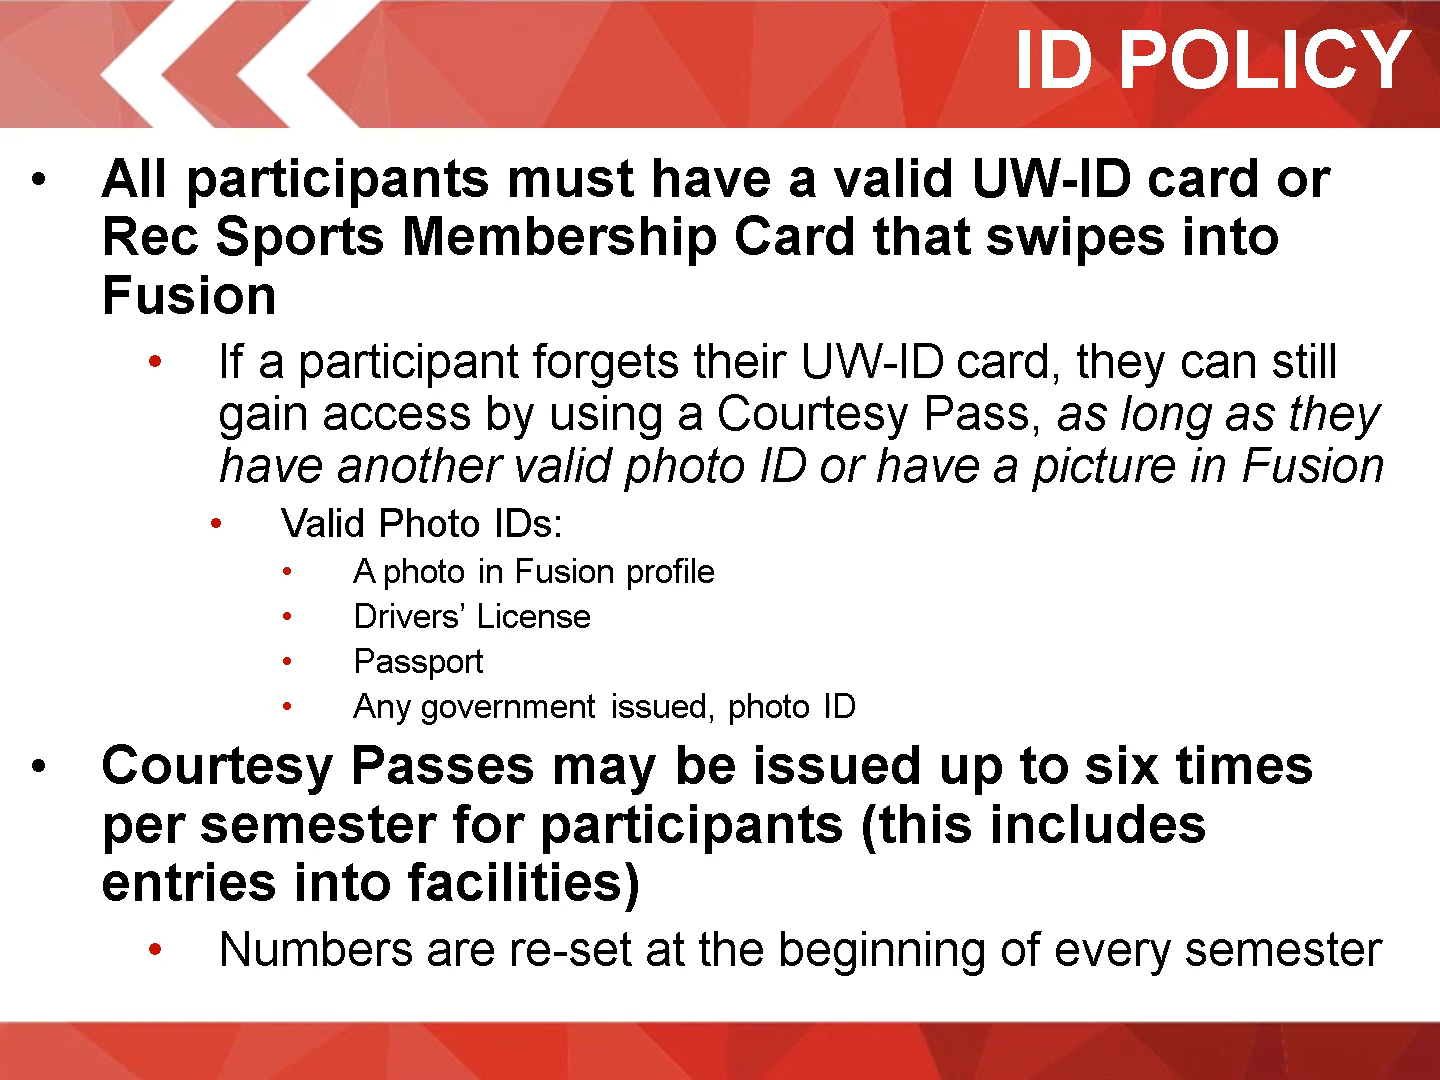 ID POLICY
• All participants must have a valid UW-ID card or
Rec Sports Membership Card that swipes into
Fusion
• If a participant forgets their UW-ID card, they can still
gain access by using a Courtesy Pass, as long as they
have another valid photo ID or have a picture in Fusion
• Valid Photo IDs:
• A photo in Fusion profile
• Drivers’ License
• Passport
• Any government issued, photo ID
• Courtesy Passes may be issued up to six times
per semester for participants (this includes
entries into facilities)
• Numbers are re-set at the beginning of every semester